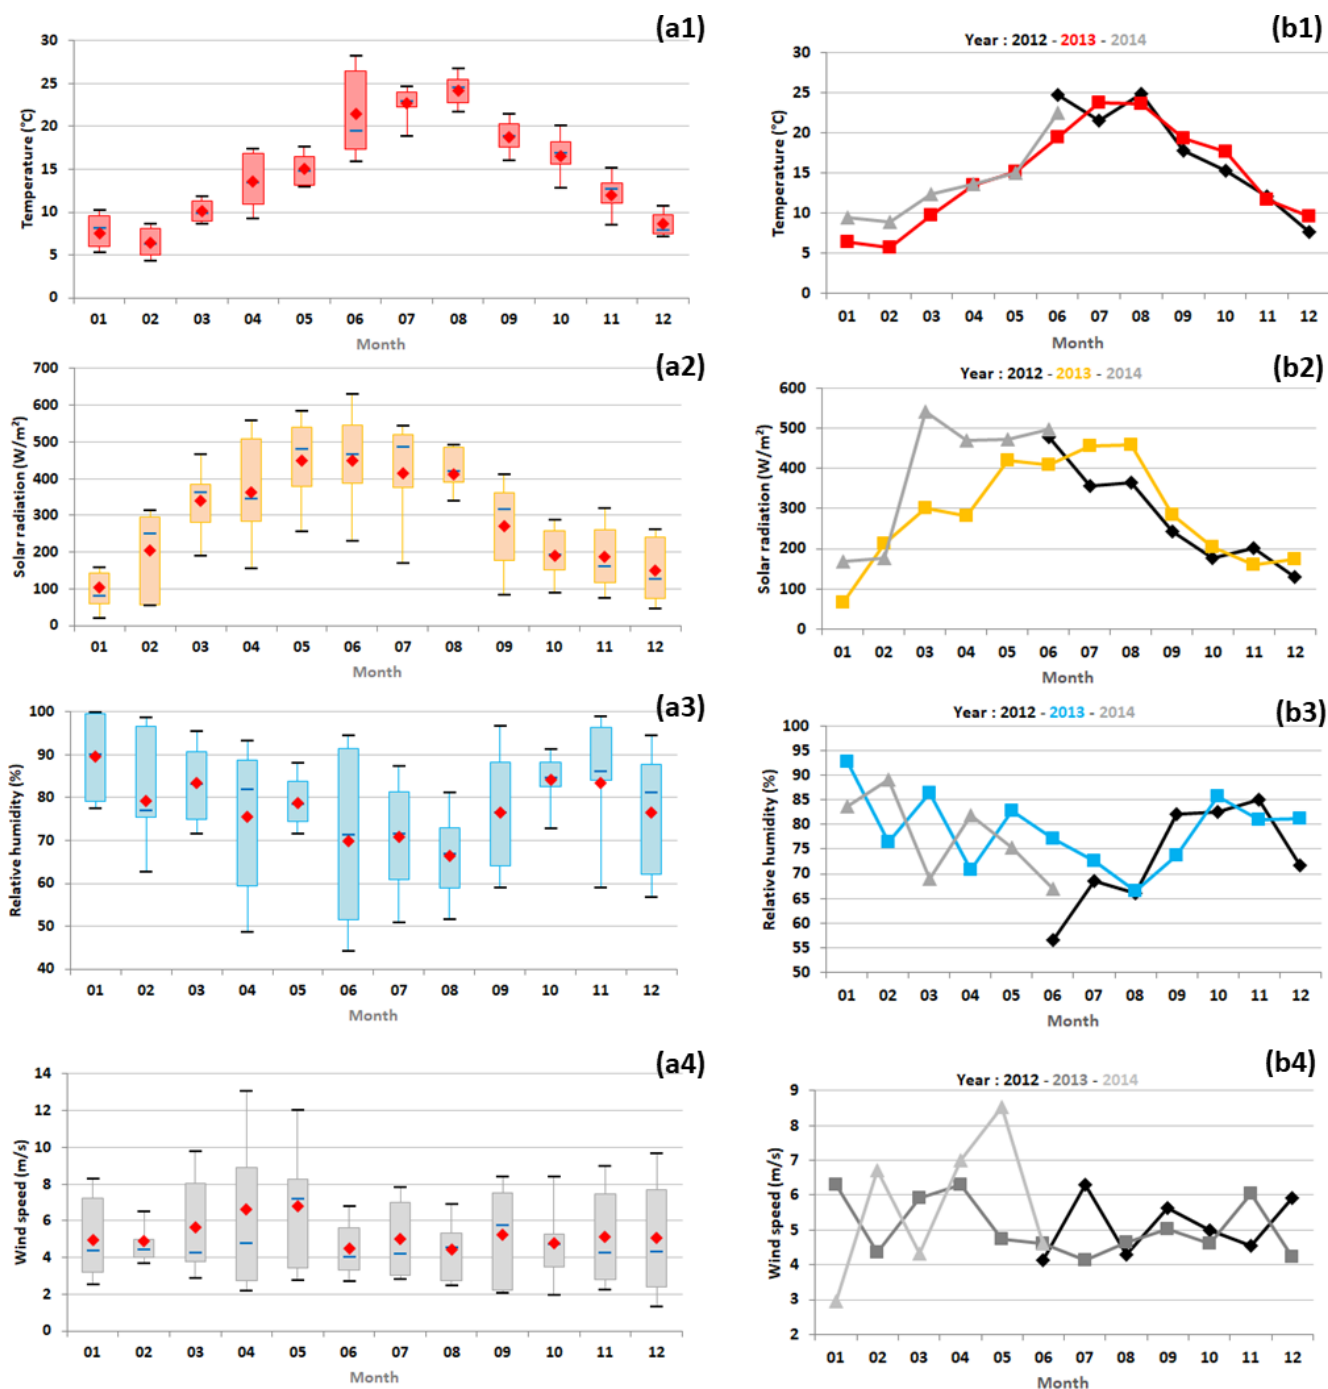 (a1)
30
25
20
15
10
5
0
Temperature (°C)
01 02 03 04 05 06 07 08 09 10 11 12
Month
(b1)
Year : 2012 - 2013 - 2014
30
25
20
15
10
5
0
Temperature (°C)
01 02 03 04 05 06 07 08 09 10 11 12
Month
(a2)
700
600
500
400
300
200
100
0
Solar radiation (W/m²)
01 02 03 04 05 06 07 08 09 10 11 12
Month
(b2)
Year : 2012 - 2013 - 2014
600
500
400
300
200
100
0
Solar radiation (W/m²)
01 02 03 04 05 06 07 08 09 10 11 12
Month
(a3)
100
90
80
70
60
50
40
Relative humidity (%)
01 02 03 04 05 06 07 08 09 10 11 12
Month
(b3)
Year : 2012 - 2013 - 2014
100
95
90
85
80
75
70
65
60
55
50
Relative humidity (%)
01 02 03 04 05 06 07 08 09 10 11 12
Month
(a4)
14
12
10
8
6
4
2
0
Wind speed (m/s)
01 02 03 04 05 06 07 08 09 10 11 12
Month
(b4)
Year : 2012 - 2013 - 2014
9
8
7
6
5
4
3
2
Wind speed (m/s)
01 02 03 04 05 06 07 08 09 10 11 12
Month